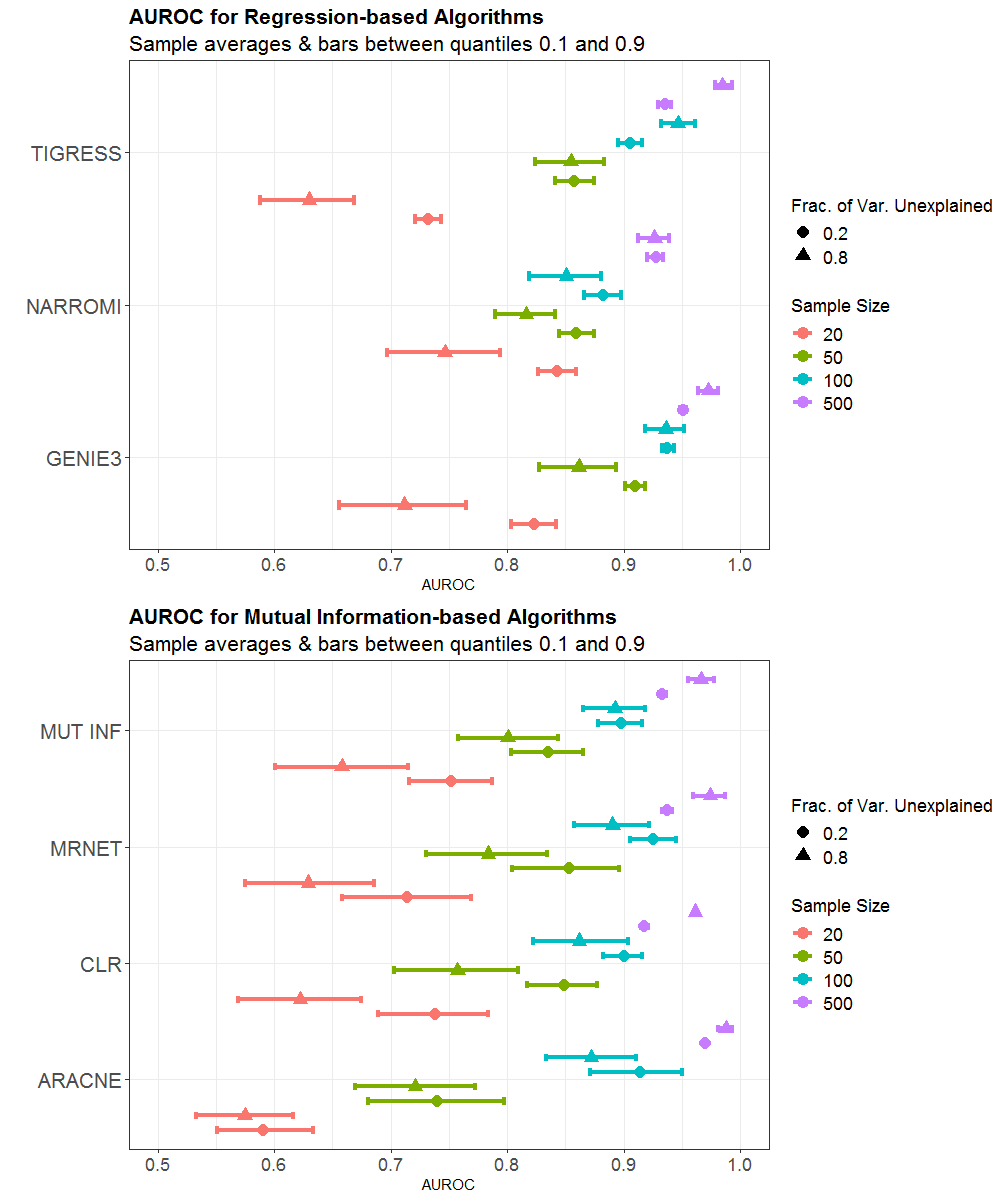 AUROC for Regression-based Algorithms
Sample averages & bars between quantiles 0.1 and 0.9
TIGRESS
NARROMI
GENIE3
0.5 0.6 0.7 0.8 0.9 1.0
AUROC
Frac. of Var. Unexplained
0.2
0.8
Sample Size
20
50
100
500
AUROC for Mutual Information-based Algorithms
Sample averages & bars between quantiles 0.1 and 0.9
MUT INF
MRNET
CLR
ARACNE
0.5 0.6 0.7 0.8 0.9 1.0
AUROC
Frac. of Var. Unexplained
0.2
0.8
Sample Size
20
50
100
500